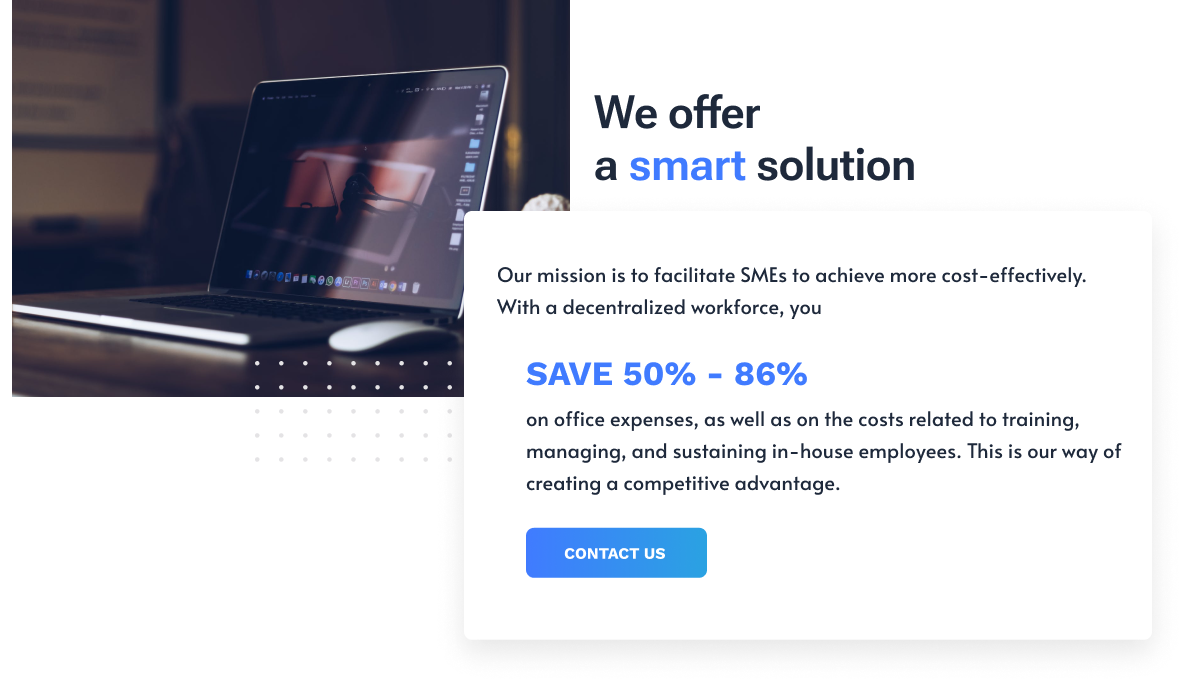 We offer
a smart solution
Our mission is to facilitate SMEs to achieve more cost-effectively.
With a decentralized workforce, you
SAVE 50% - 86%
on office expenses, as well as on the costs related to training,
managing, and sustaining in-house employees. This is our way of
creating a competitive advantage.
CONTACT US